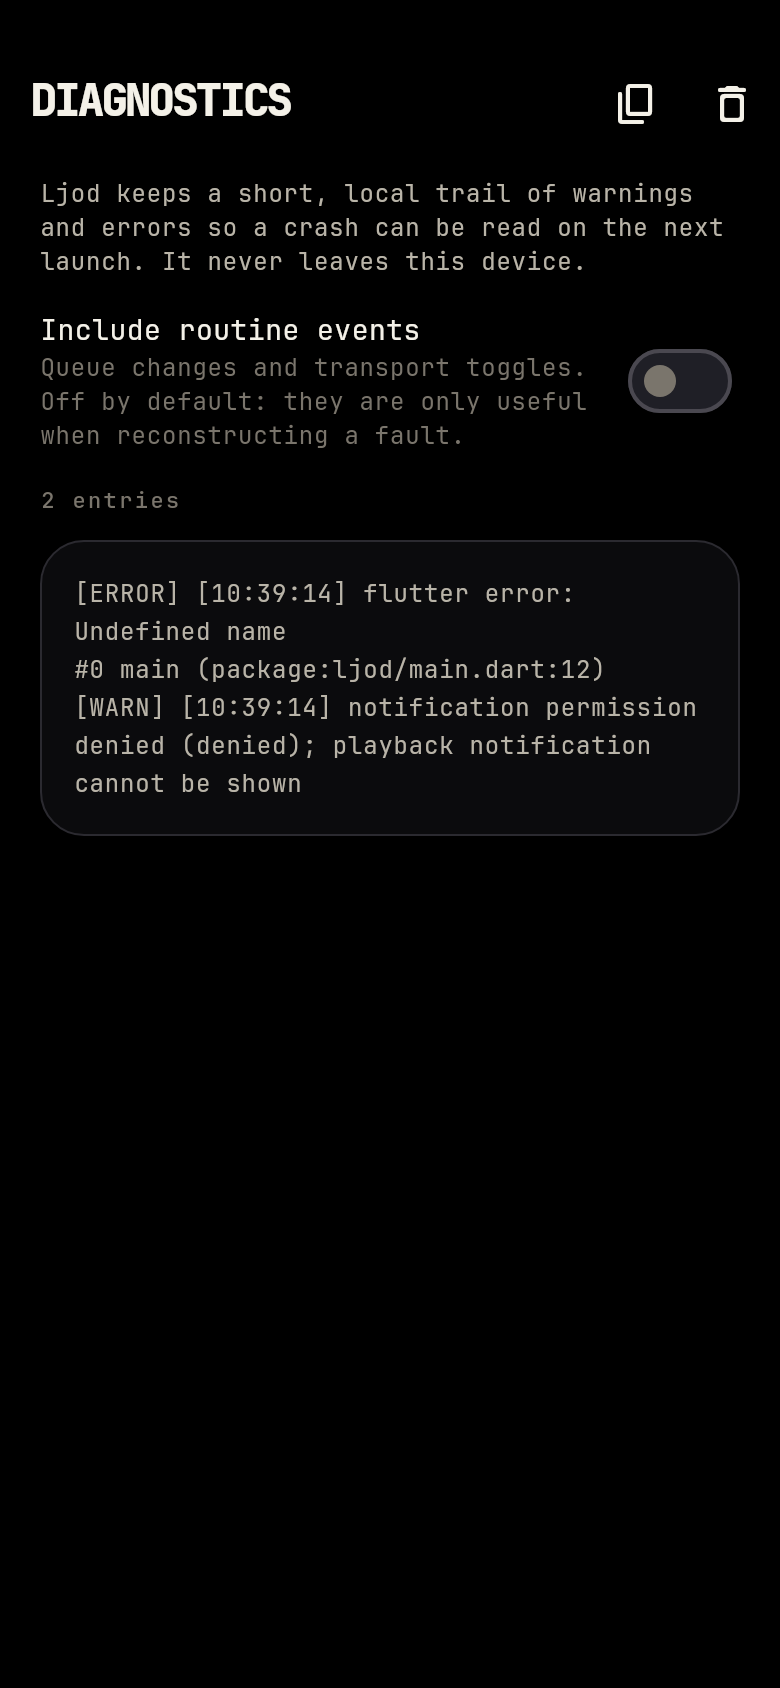 DIAGNOSTICS
Ljod keeps a short, local trail of warnings
and errors so a crash can be read on the next
launch. It never leaves this device.
Include routine events
Queue changes and transport toggles.
Off by default: they are only useful
when reconstructing a fault.
2 entries
[ERROR] [10:39:14] flutter error:
Undefined name
#0 main (package:ljod/main.dart:12)
[WARN] [10:39:14] notification permission
denied (denied); playback notification
cannot be shown